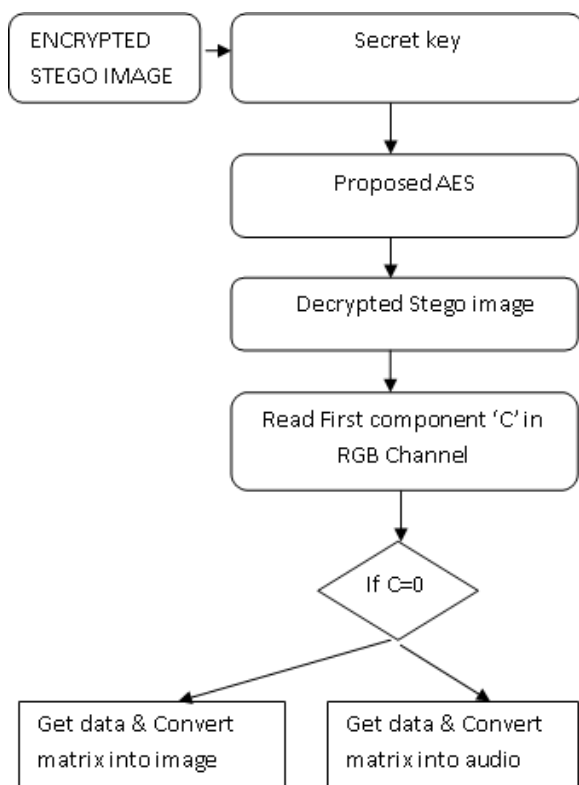 ENCRYPTED
STEGO IMAGE
Secret key
Proposed AES
Decrypted Stego image
Read First component ‘C’ in
RGB Channel
If C=0
Get data & Convert
matrix into image
Get data & Convert
matrix into audio